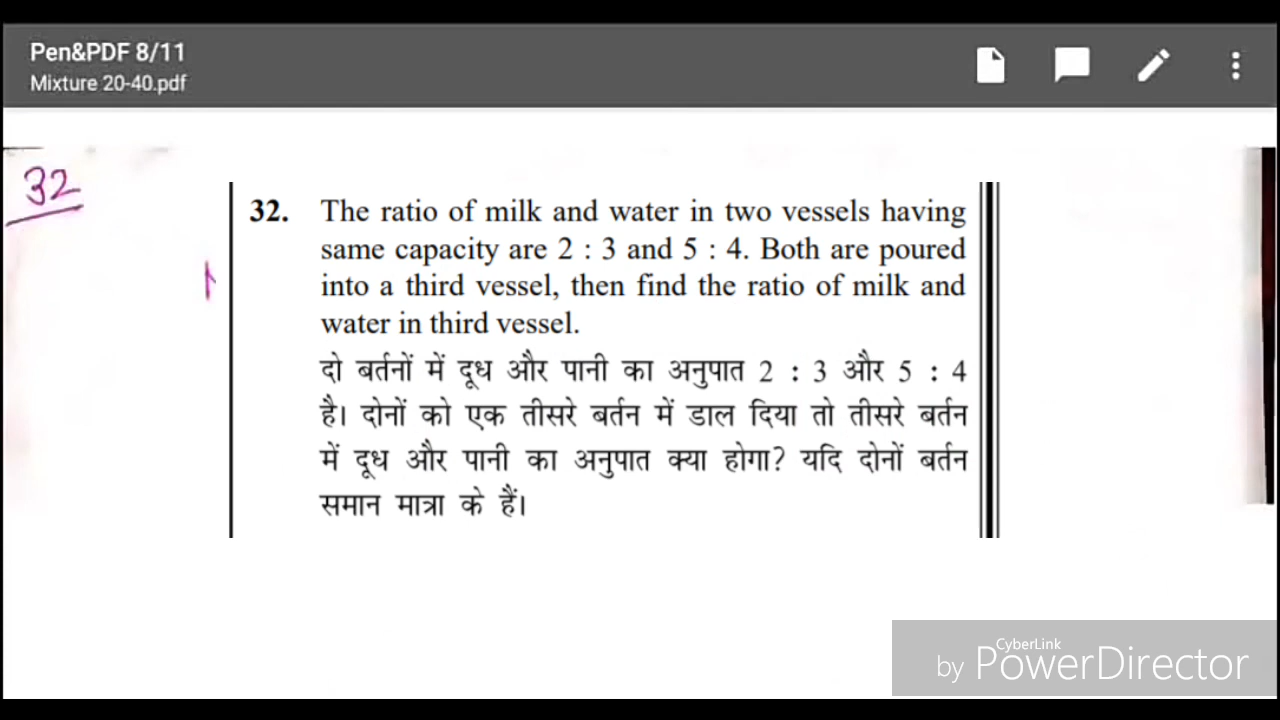 Pen&PDF 8/11
Mixture 20-40.pdf
32
32. The ratio of milk and water in two vessels having
same capacity are 2 : 3 and 5 : 4. Both are poured
into a third vessel, then find the ratio of milk and
water in third vessel.
दो बर्तनों में दूध और पानी का अनुपात 2 : 3 और 5 : 4
है। दोनों को एक तीसरे बर्तन में डाल दिया तो तीसरे बर्तन
में दूध और पानी का अनुपात क्या होगा? यदि दोनों बर्तन
समान मात्रा के हैं।
CyberLink
by PowerDirector